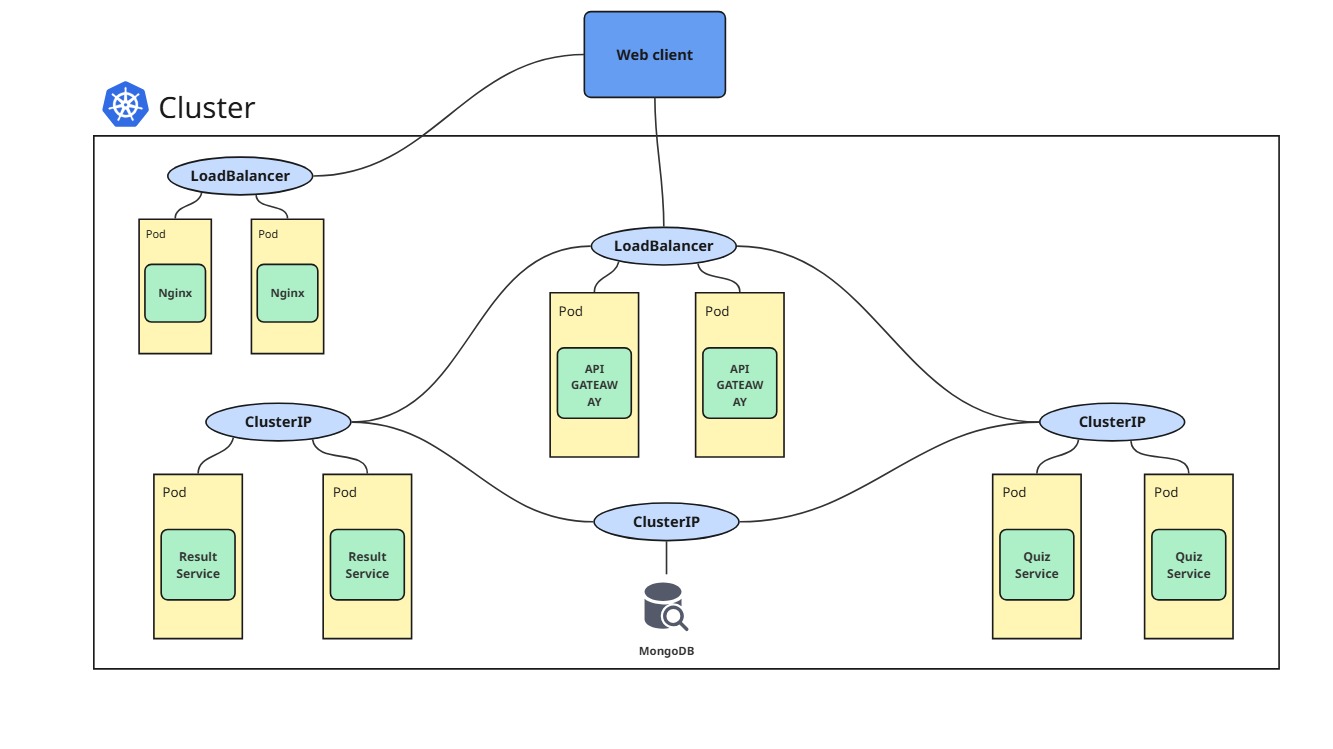 Web client
Cluster
LoadBalancer
Pod
Nginx
Pod
Nginx
LoadBalancer
Pod
API
GATEAW
AY
Pod
API
GATEAW
AY
ClusterIP
Pod
Result
Service
Pod
Result
Service
ClusterIP
MongoDB
ClusterIP
Pod
Quiz
Service
Pod
Quiz
Service